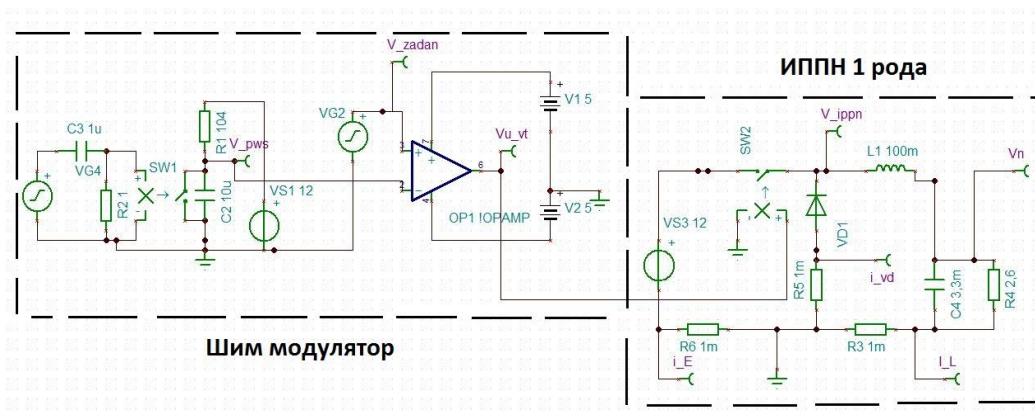 V_zadan
ИППН 1 рода
V1 5
VG2
V_ippn
C3 1u
R1 104
V_pws
Vu_vt
SW2
L1 100m
Vn
VG4
SW1
3
7
+
+
6
2
4
R2 1
+
-
C2 10u
VS1 12
+
OP1 !OPAMP
V2 5
VS3 12
+
-
VD1
i_vd
R5 1m
C4 3,3m
R4 2,6
Шим модулятор
R6 1m
R3 1m
i_E
I_L